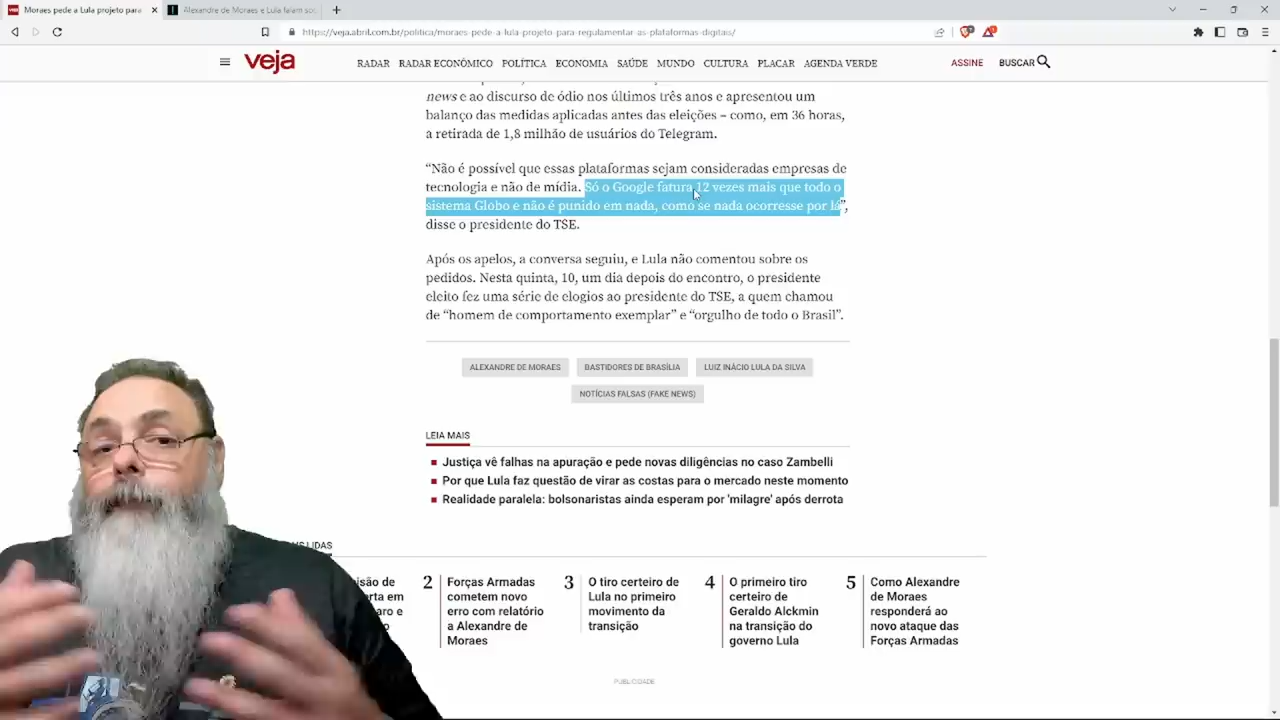 Moraes pede a Lula projeto para
Alexandre de Moraes e Lula falam so
https://veja.abril.com.br/politica/moraes-pede-a-lula-projeto-para-regulamentar-as-plataformas-digitais/
veja
RADAR RADAR ECONÔMICO POLÍTICA ECONOMIA SAÚDE MUNDO CULTURA PLACAR AGENDA VERDE
ASSINE BUSCAR
news e ao discurso de ódio nos últimos três anos e apresentou um
balanço das medidas aplicadas antes das eleições – como, em 36 horas,
a retirada de 1,8 milhão de usuários do Telegram.
“Não é possível que essas plataformas sejam consideradas empresas de
tecnologia e não de mídia. Só o Google fatura 12 vezes mais que todo o
sistema Globo e não é punido em nada, como se nada ocorresse por lá”,
disse o presidente do TSE.
Após os apelos, a conversa seguiu, e Lula não comentou sobre os
pedidos. Nesta quinta, 10, um dia depois do encontro, o presidente
eleito fez uma série de elogios ao presidente do TSE, a quem chamou
de “homem de comportamento exemplar” e “orgulho de todo o Brasil”.
ALEXANDRE DE MORAES BASTIDORES DE BRASÍLIA LUIZ INÁCIO LULA DA SILVA
NOTÍCIAS FALSAS (FAKE NEWS)
LEIA MAIS
Justiça vê falhas na apuração e pede novas diligências no caso Zambelli
Por que Lula faz questão de virar as costas para o mercado neste momento
Realidade paralela: bolsonaristas ainda esperam por 'milagre' após derrota
LIDAS
2 Forças Armadas
cometem novo
erro com relatório
a Alexandre de
Moraes
3 O tiro certeiro de
Lula no primeiro
movimento da
transição
4 O primeiro tiro
certeiro de
Geraldo Alckmin
na transição do
governo Lula
5 Como Alexandre
de Moraes
responderá ao
novo ataque das
Forças Armadas
PUBLICIDADE